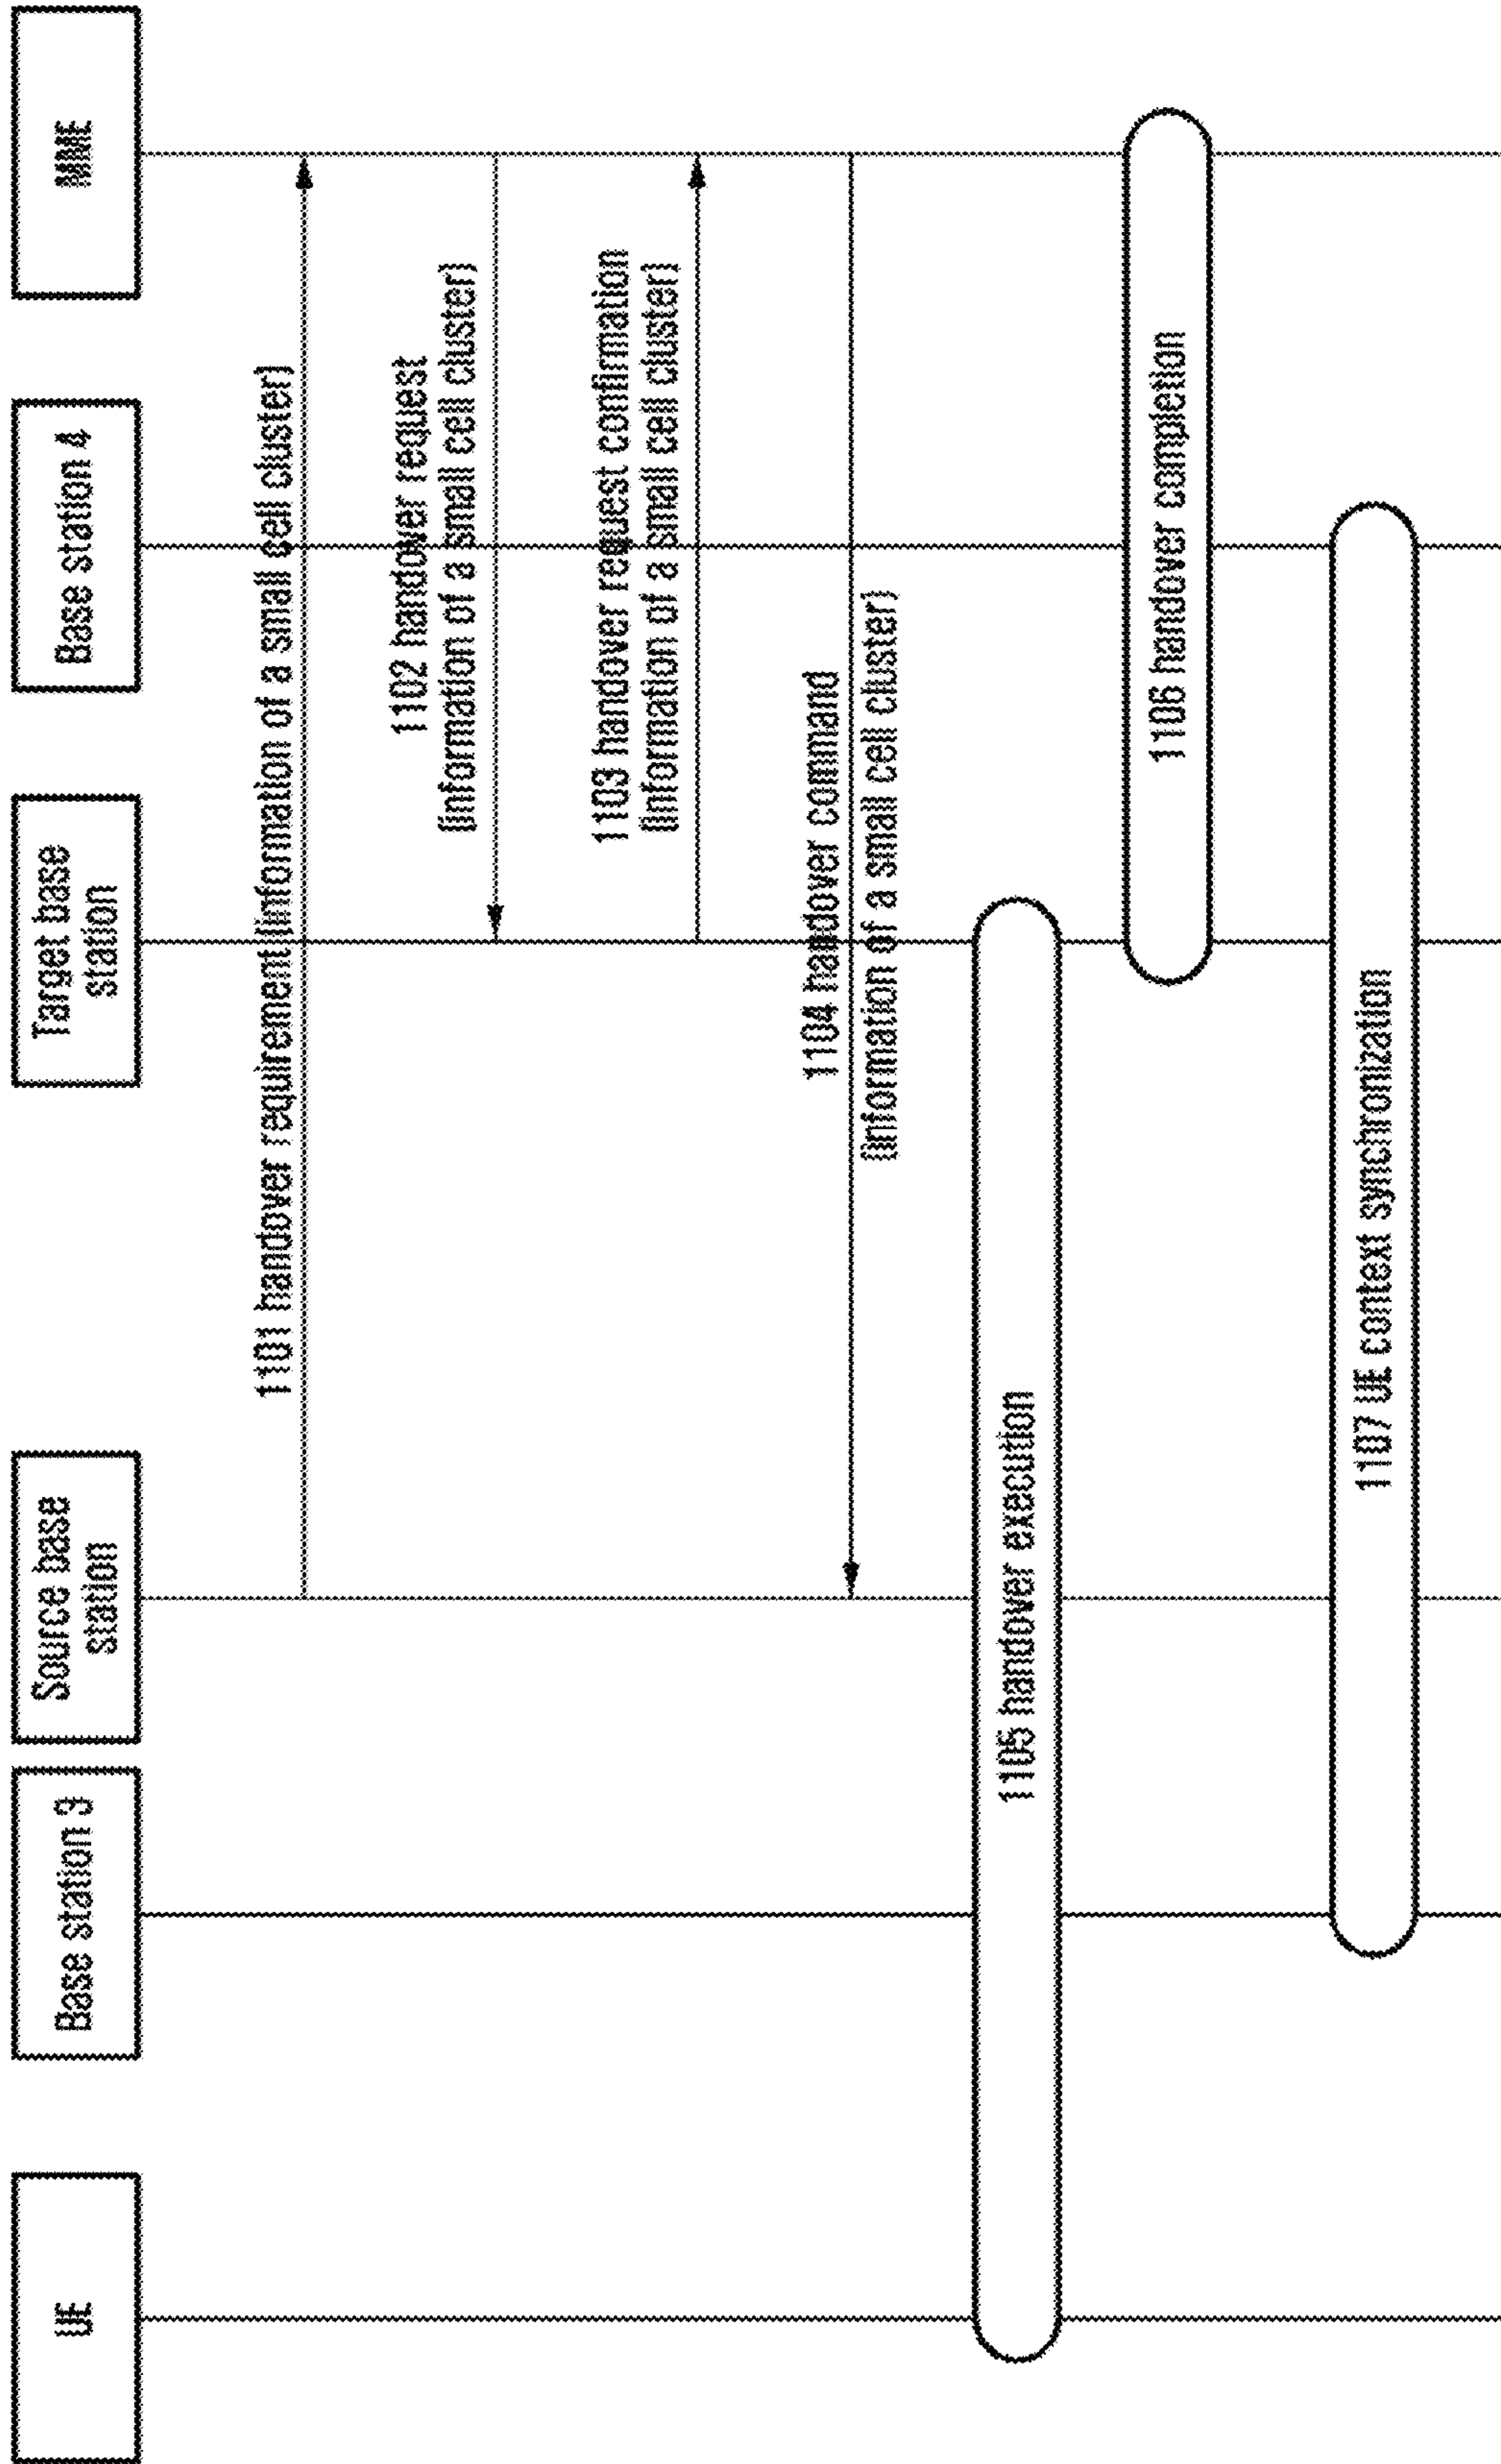 UE
Base station 3
Source base
station
Target base
station
Base station 4
MME
1101 handover requirement (information of a small cell cluster)
1102 handover request
(information of a small cell cluster)
1103 handover request confirmation
(information of a small cell cluster)
1104 handover command
(information of a small cell cluster)
1105 handover execution
1106 handover completion
1107 UE context synchronization